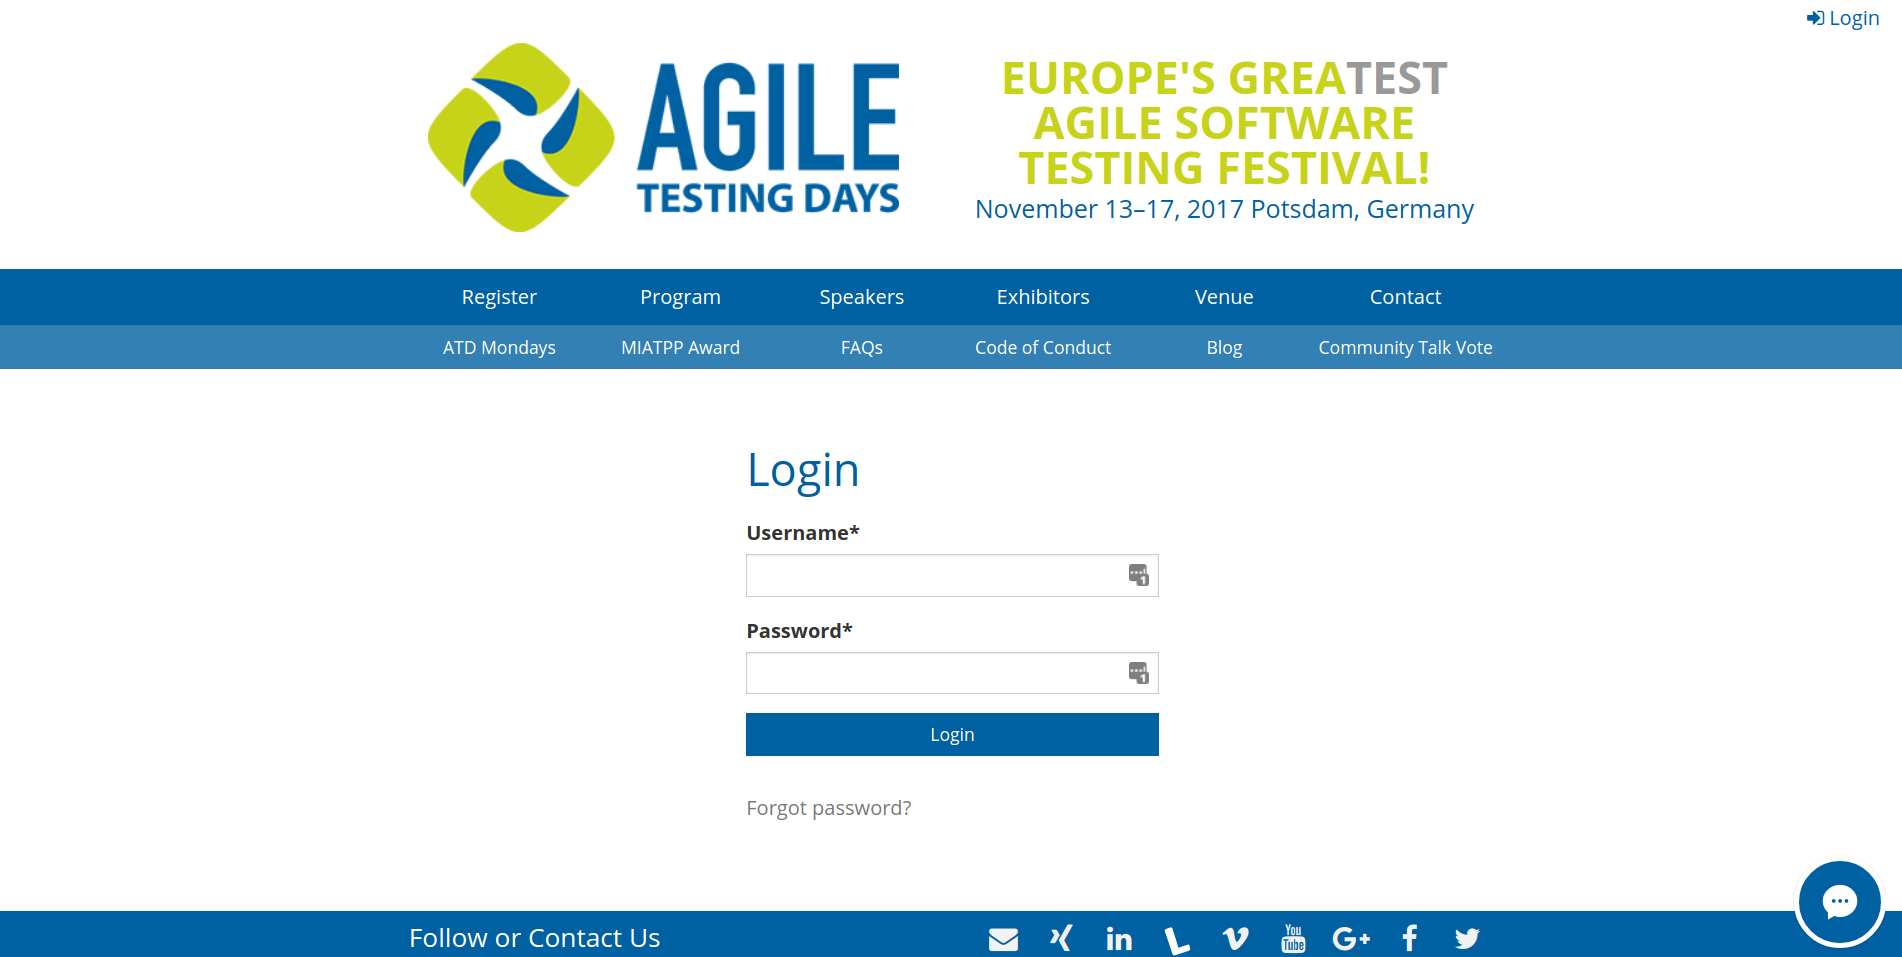 Login
AGILE
TESTING DAYS
EUROPE'S GREATEST
AGILE SOFTWARE
TESTING FESTIVAL!
November 13–17, 2017 Potsdam, Germany
Register Program Speakers Exhibitors Venue Contact
ATD Mondays MIATPP Award FAQs Code of Conduct Blog Community Talk Vote
Login
Username*
1
Password*
1
Login
Forgot password?
Follow or Contact Us
You
Tube